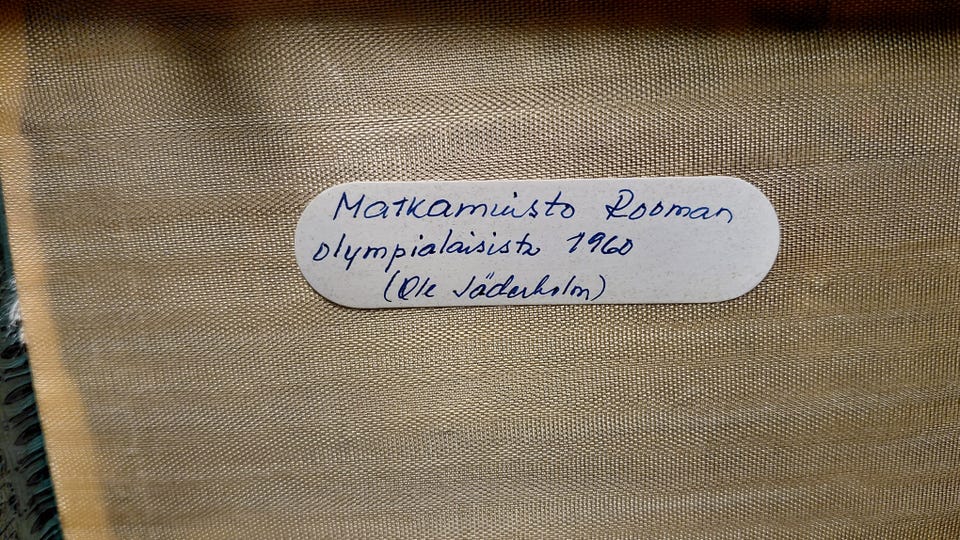 Matkamuisto Rooman
olympialaisista 1960
(Ole Söderholm)